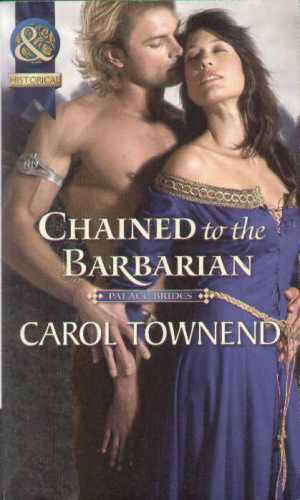 &
HISTORICAL
CHAINED to the
BARBARIAN
PALACE BRIDES
CAROL TOWNEND